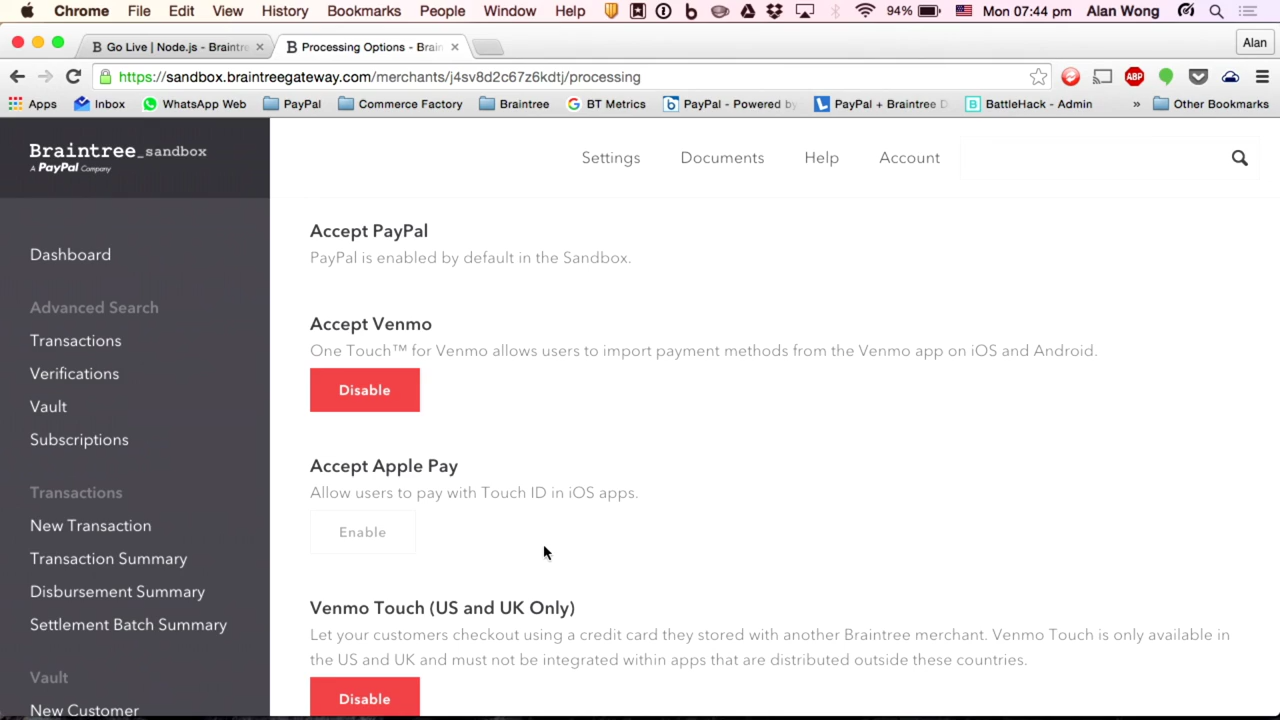 Chrome File Edit View History Bookmarks People Window Help 94% Mon 07:44 pm Alan Wong
Go Live | Node.js - Braintre × Processing Options - Brain × Alan
https://sandbox.braintreegateway.com/merchants/j4sv8d2c67z6kdtj/processing ABP
Apps Inbox WhatsApp Web PayPal Commerce Factory Braintree BT Metrics PayPal - Powered by PayPal + Braintree D BattleHack - Admin » Other Bookmarks
Braintree_sandbox
A PayPal Company
Settings Documents Help Account
Dashboard
Advanced Search
Transactions
Verifications
Vault
Subscriptions
Transactions
New Transaction
Transaction Summary
Disbursement Summary
Settlement Batch Summary
Vault
New Customer
Accept PayPal
PayPal is enabled by default in the Sandbox.
Accept Venmo
One Touch™ for Venmo allows users to import payment methods from the Venmo app on iOS and Android.
Disable
Accept Apple Pay
Allow users to pay with Touch ID in iOS apps.
Enable
Venmo Touch (US and UK Only)
Let your customers checkout using a credit card they stored with another Braintree merchant. Venmo Touch is only available in
the US and UK and must not be integrated within apps that are distributed outside these countries.
Disable